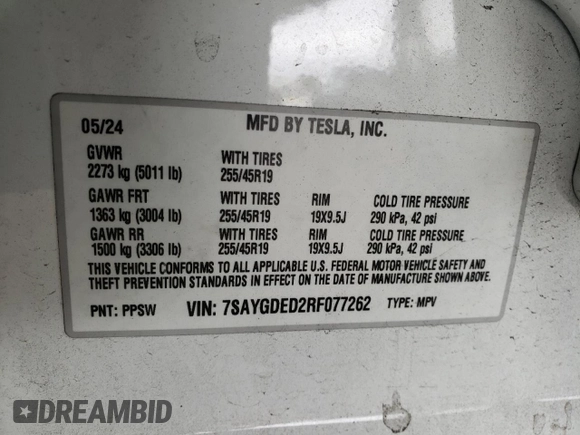 05/24 MFD BY TESLA, INC.
GVWR WITH TIRES
2273 kg (5011 lb) 255/45R19
GAWR FRT WITH TIRES RIM COLD TIRE PRESSURE
1363 kg (3004 lb) 255/45R19 19X9.5J 290 kPa, 42 psi
GAWR RR WITH TIRES RIM COLD TIRE PRESSURE
1500 kg (3306 lb) 255/45R19 19X9.5J 290 kPa, 42 psi
THIS VEHICLE CONFORMS TO ALL APPLICABLE U.S. FEDERAL MOTOR VEHICLE SAFETY AND
THEFT PREVENTION STANDARDS IN EFFECT ON THE DATE OF MANUFACTURE SHOWN ABOVE.
PNT: PPSW VIN: 7SAYGDED2RF077262 TYPE: MPV
DREAMBID